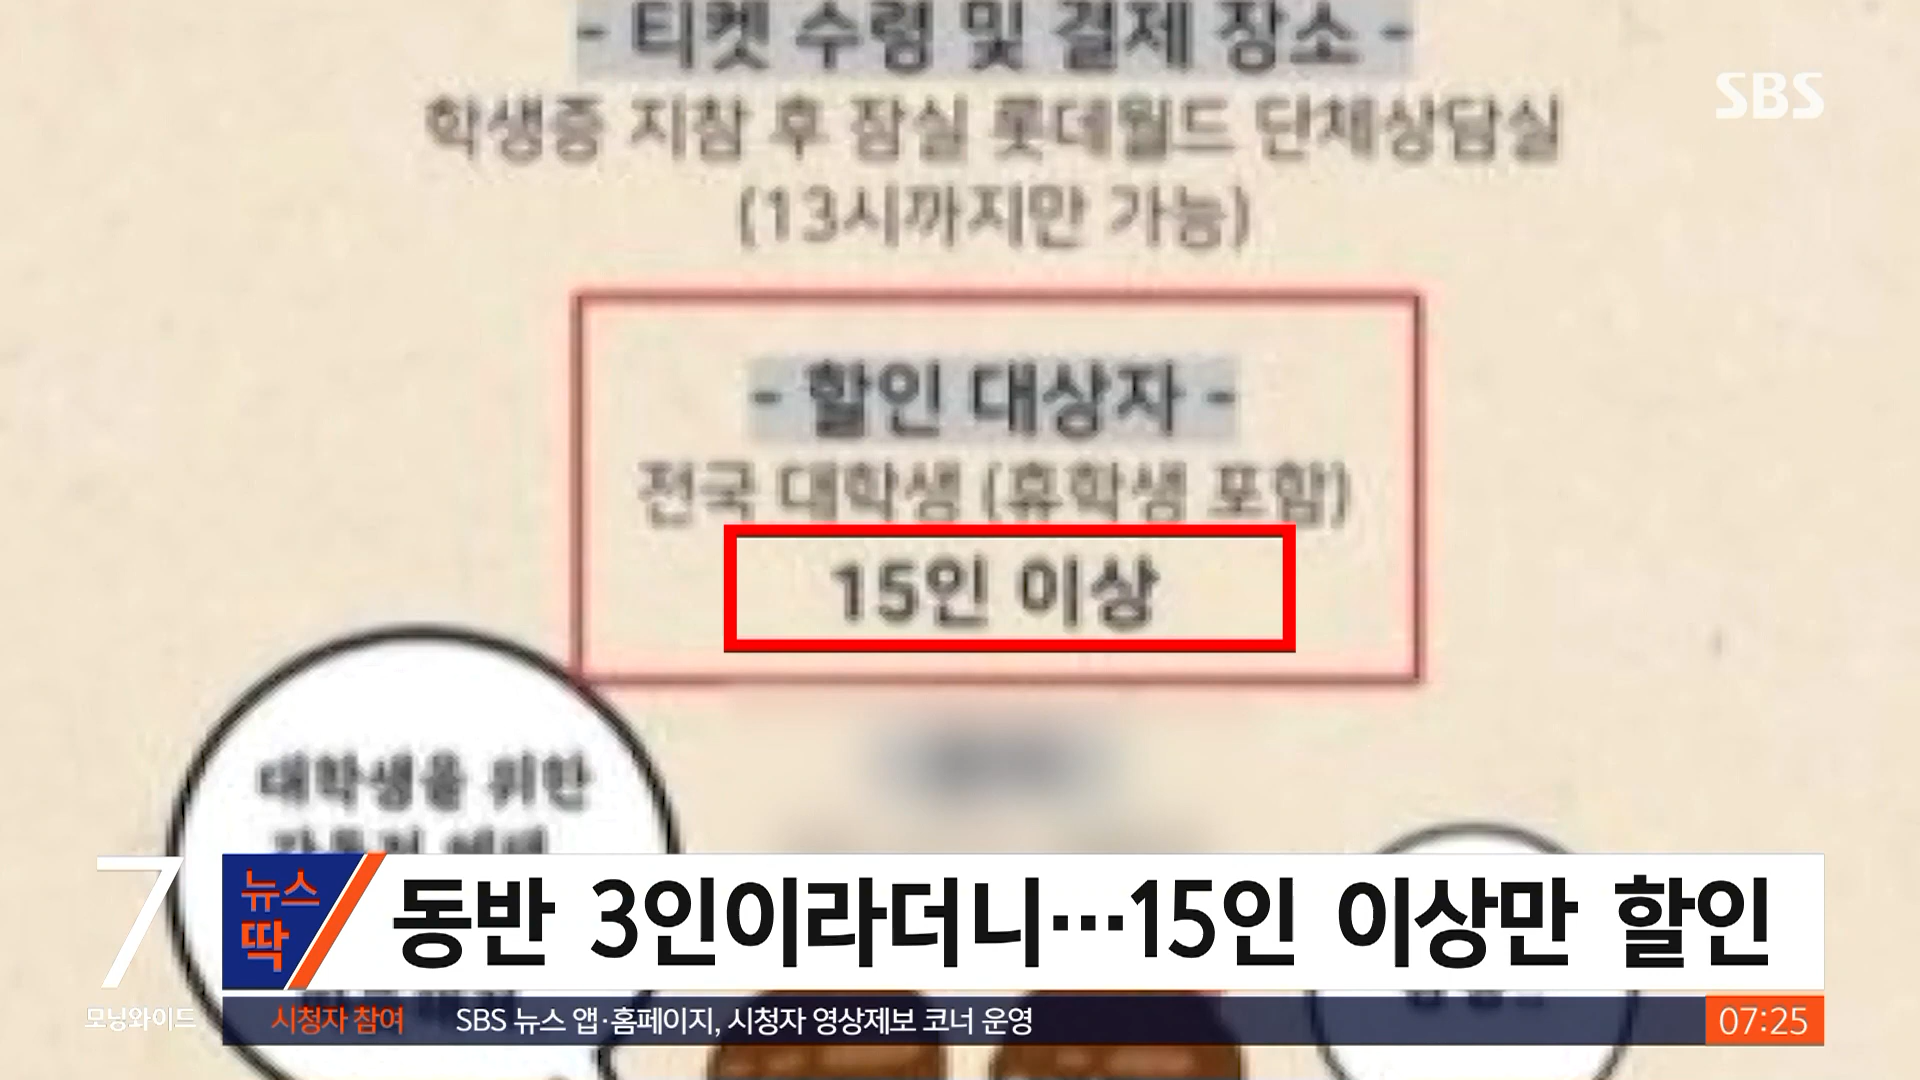 - 티켓 수령 및 결제 장소 -
학생증 지참 후 잠실 롯데월드 단체상담실
(13시까지만 가능)
SBS
- 할인 대상자 -
전국 대학생 (휴학생 포함)
15인 이상
대학생을 위한
7
모닝와이드
뉴스
딱
동반 3인이라더니…15인 이상만 할인
시청자 참여
SBS 뉴스 앱·홈페이지, 시청자 영상제보 코너 운영
07:25